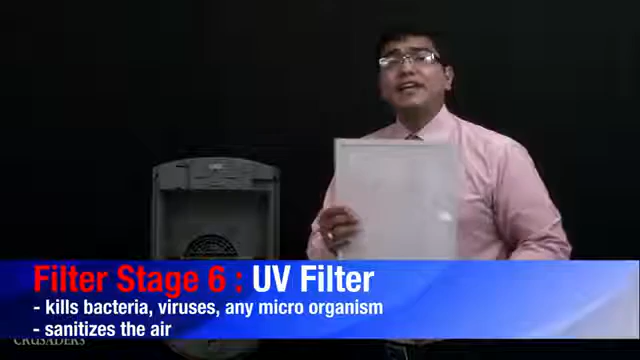 Filter Stage 6 : UV Filter
- kills bacteria, viruses, any micro organism
- sanitizes the air
CRUSADERS